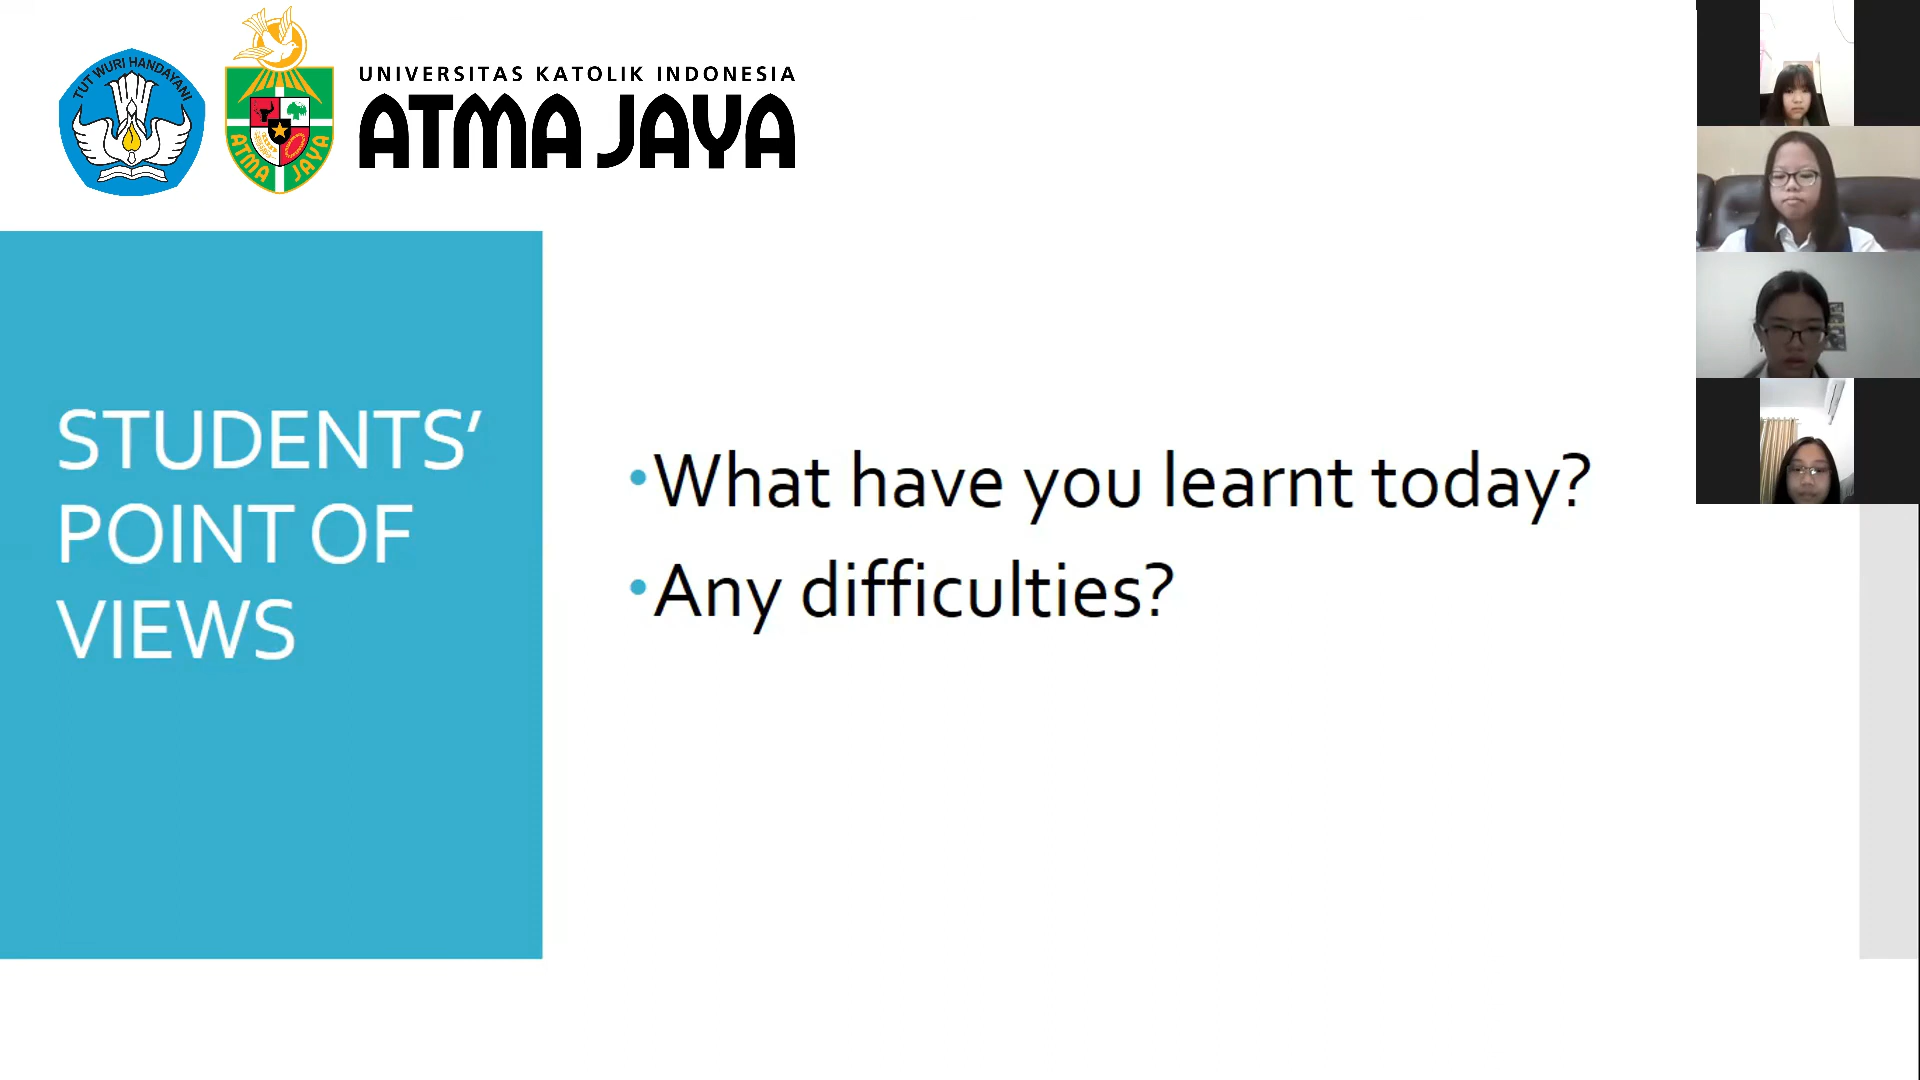 TUT WURI HANDAYANI
ATMA JAYA
UNIVERSITAS KATOLIK INDONESIA
ATMA JAYA
STUDENTS’
POINT OF
VIEWS
•What have you learnt today?
•Any difficulties?